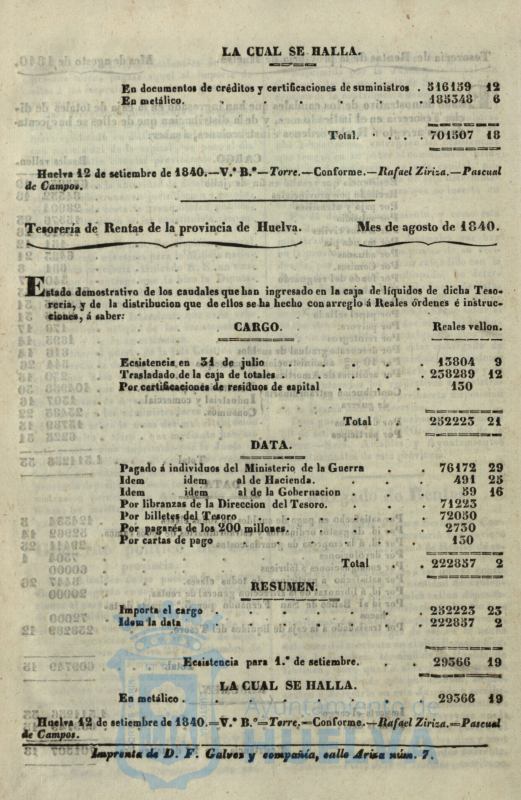 LA CUAL SE HALLA.
En documentos de créditos y certificaciones de suministros . 516159 12
En metálico. . . . . . . 185348 6
Total. . . . . 701507 18
Huelva 12 de setiembre de 1840.—V.º B.º—Torre.—Conforme.—Rafael Ziriza.—Pascual
de Campos.
Tesorería de Rentas de la provincia de Huelva. Mes de agosto de 1840.
Estado demostrativo de los caudales que han ingresado en la caja de líquidos de dicha Teso-
rería, y de la distribucion que de ellos se ha hecho con arreglo á Reales órdenes é instruc-
ciones, á saber:
CARGO. Reales vellon.
Ecsistencia en 31 de julio . . . . . 13804 9
Trasladado de la caja de totales . . . . . 238289 12
Por certificaciones de residuos de capital . . . 130
Total . 252223 21
DATA.
Pagado á individuos del Ministerio de la Guerra . . 76172 29
Idem idem al de Hacienda. . . . 491 25
Idem idem al de la Gobernacion . . . 39 16
Por libranzas de la Direccion del Tesoro. . . . 71223
Por billetes del Tesoro . . . . . 72050
Por pagarés de los 200 millones. . . . . 2750
Por cartas de pago . . . . . 130
Total . . 222857 2
RESUMEN.
Importa el cargo . . . . . . 252223 23
Idem la data . . . . . . 222857 2
Ecsistencia para 1.º de setiembre. . . 29366 19
LA CUAL SE HALLA.
En metálico . . . . . . . 29366 19
Huelva 12 de setiembre de 1840.=V.º B.º=Torre.—Conforme.—Rafael Ziriza.=Pascual
de Campos.
Imprenta de D. F. Galvez y compañía, calle Ariza núm. 7.
Ayuntamiento de
HUELVA